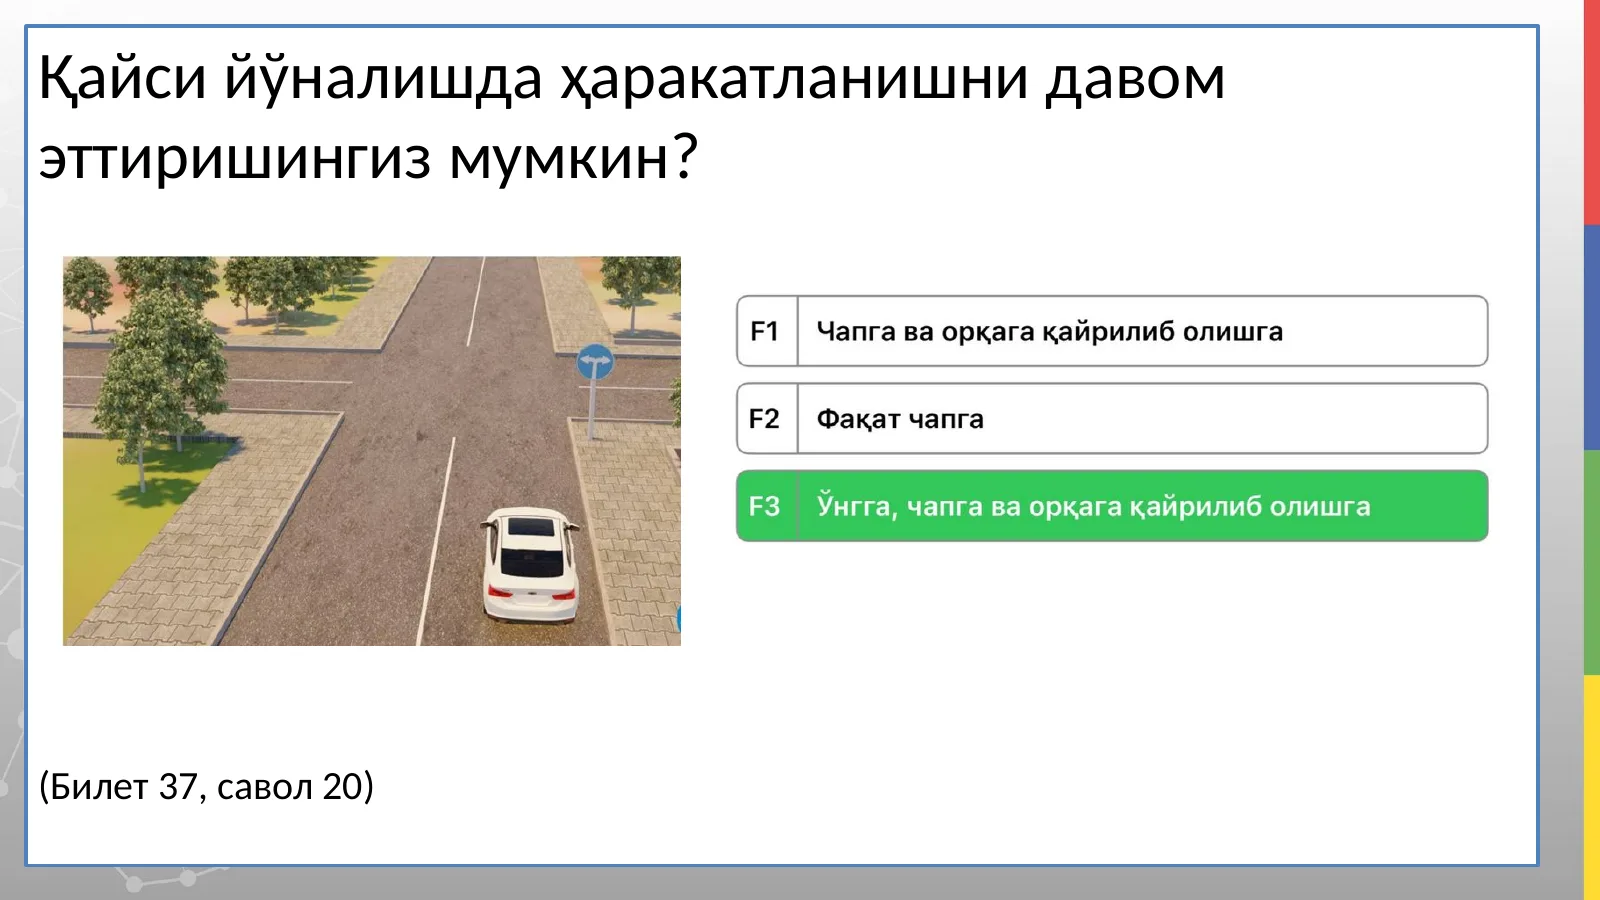 Қайси йўналишда ҳаракатланишни давом
эттиришингиз мумкин?
F1 Чапга ва орқага қайрилиб олишга
F2 Фақат чапга
F3 Ўнгга, чапга ва орқага қайрилиб олишга
(Билет 37, савол 20)